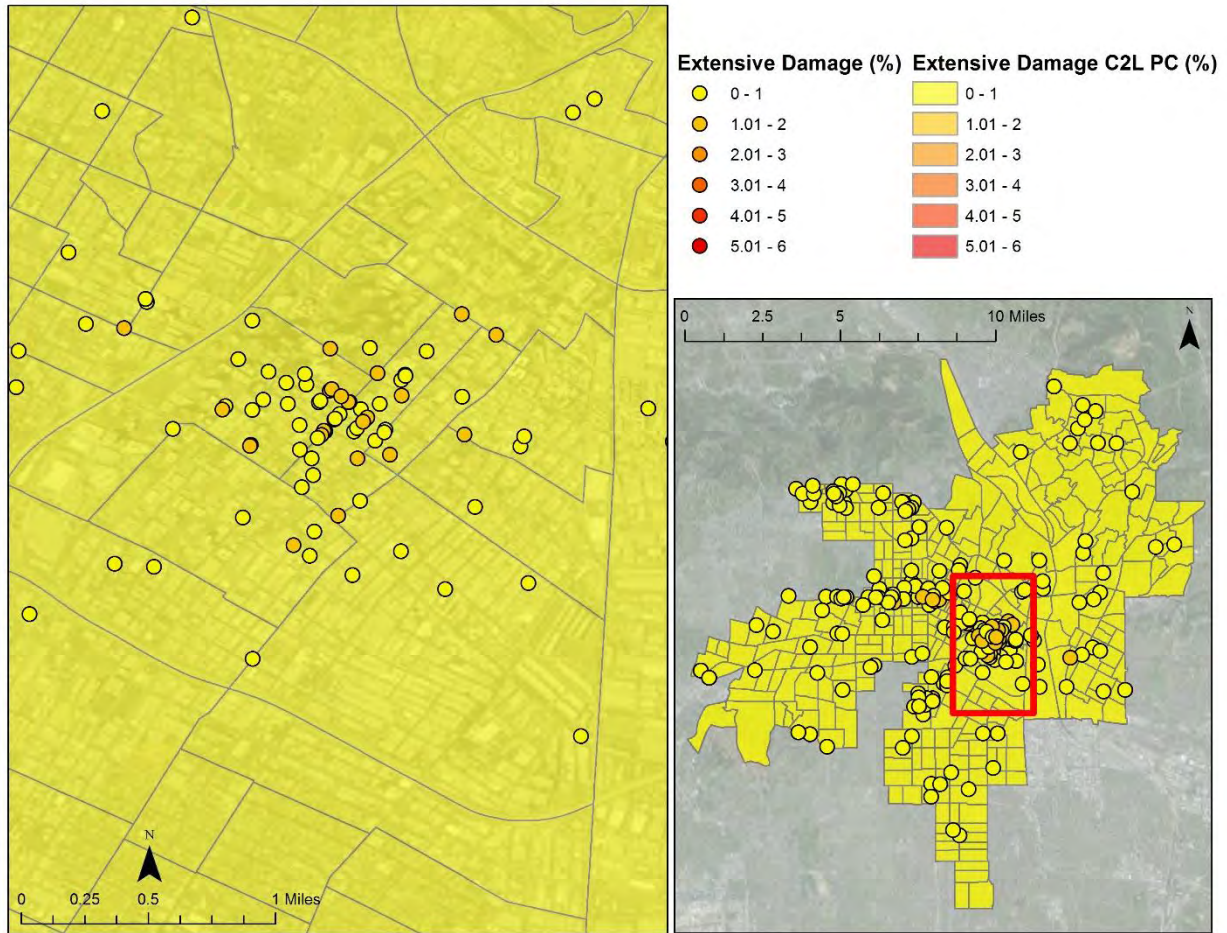 Extensive Damage (%) Extensive Damage C2L PC (%)
0 - 1 0 - 1
1.01 - 2 1.01 - 2
2.01 - 3 2.01 - 3
3.01 - 4 3.01 - 4
4.01 - 5 4.01 - 5
5.01 - 6 5.01 - 6
0 2.5 5 10 Miles
N
N
0 0.25 0.5 1 Miles